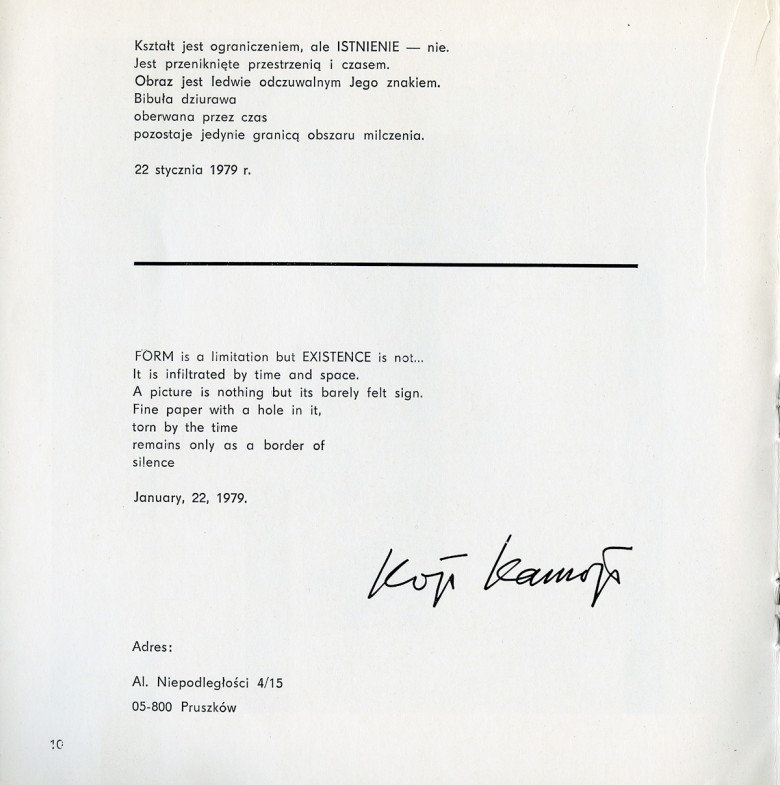 Kształt jest ograniczeniem, ale ISTNIENIE — nie.
Jest przeniknięte przestrzenią i czasem.
Obraz jest ledwie odczuwalnym Jego znakiem.
Bibuła dziurawa
oberwana przez czas
pozostaje jedynie granicą obszaru milczenia.
22 stycznia 1979 r.
FORM is a limitation but EXISTENCE is not...
It is infiltrated by time and space.
A picture is nothing but its barely felt sign.
Fine paper with a hole in it,
torn by the time
remains only as a border of
silence
January, 22, 1979.
Koji Kamoji
Adres:
Al. Niepodległości 4/15
05-800 Pruszków
10